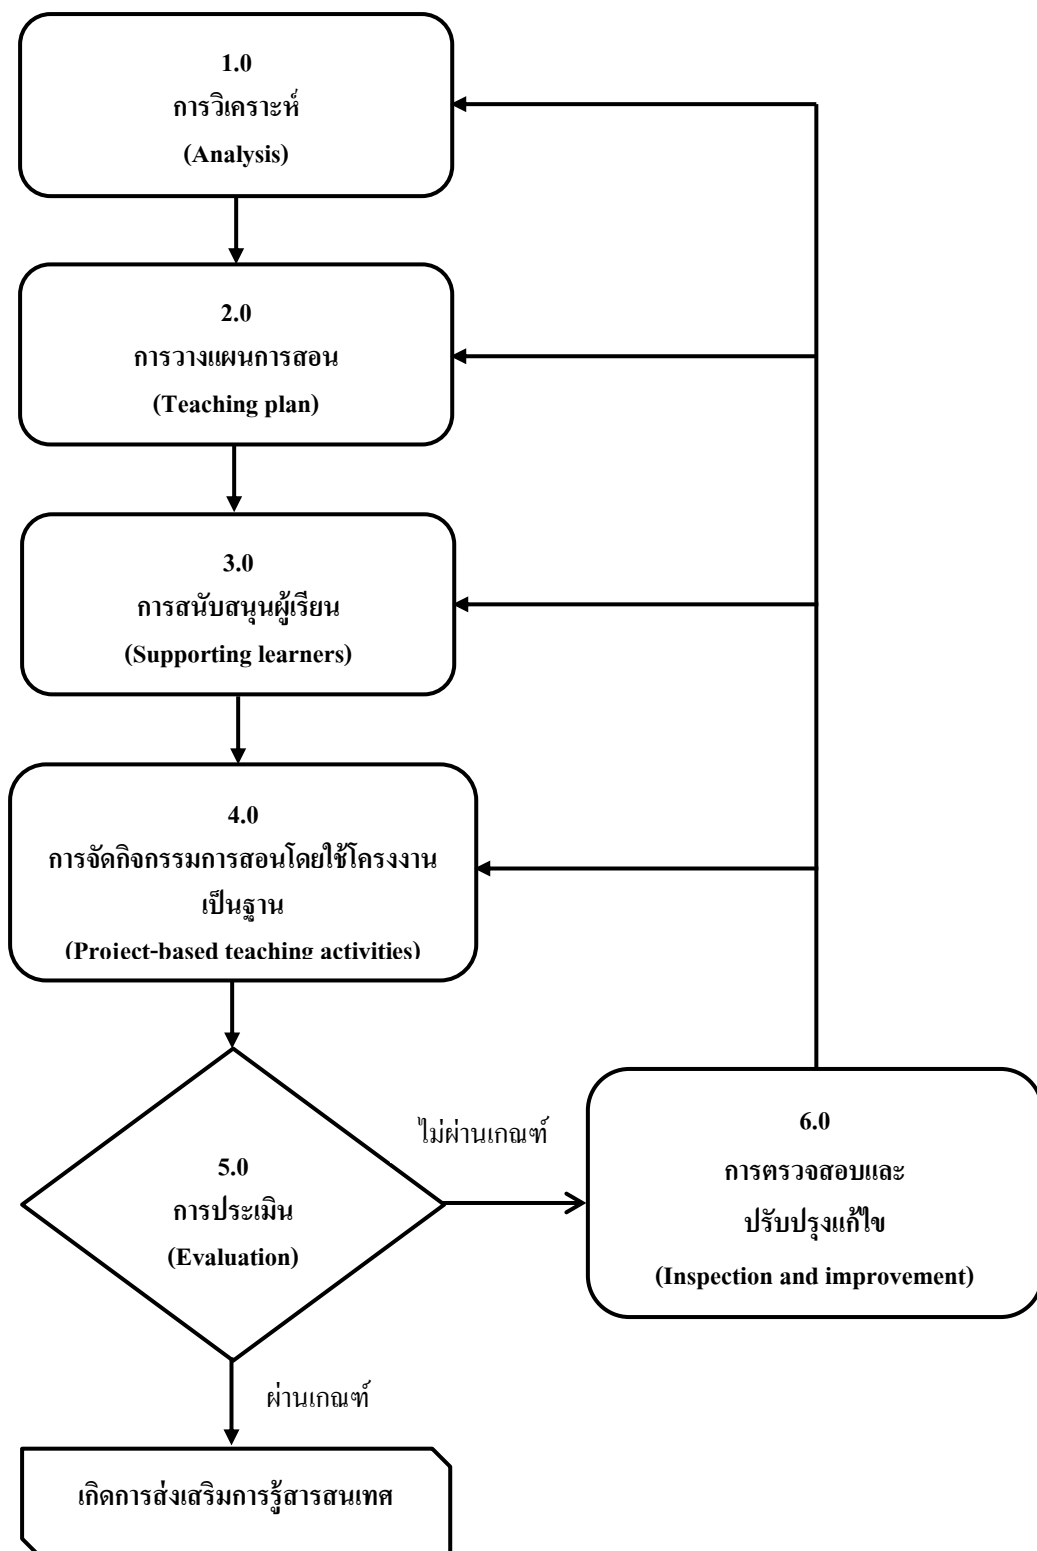 1.0
การวิเคราะห์
(Analysis)
2.0
การวางแผนการสอน
(Teaching plan)
3.0
การสนับสนุนผู้เรียน
(Supporting learners)
4.0
การจัดกิจกรรมการสอนโดยใช้โครงงาน
เป็นฐาน
(Project-based teaching activities)
ไม่ผ่านเกณฑ์
5.0
การประเมิน
(Evaluation)
6.0
การตรวจสอบและ
ปรับปรุงแก้ไข
(Inspection and improvement)
ผ่านเกณฑ์
เกิดการส่งเสริมการรู้สารสนเทศ